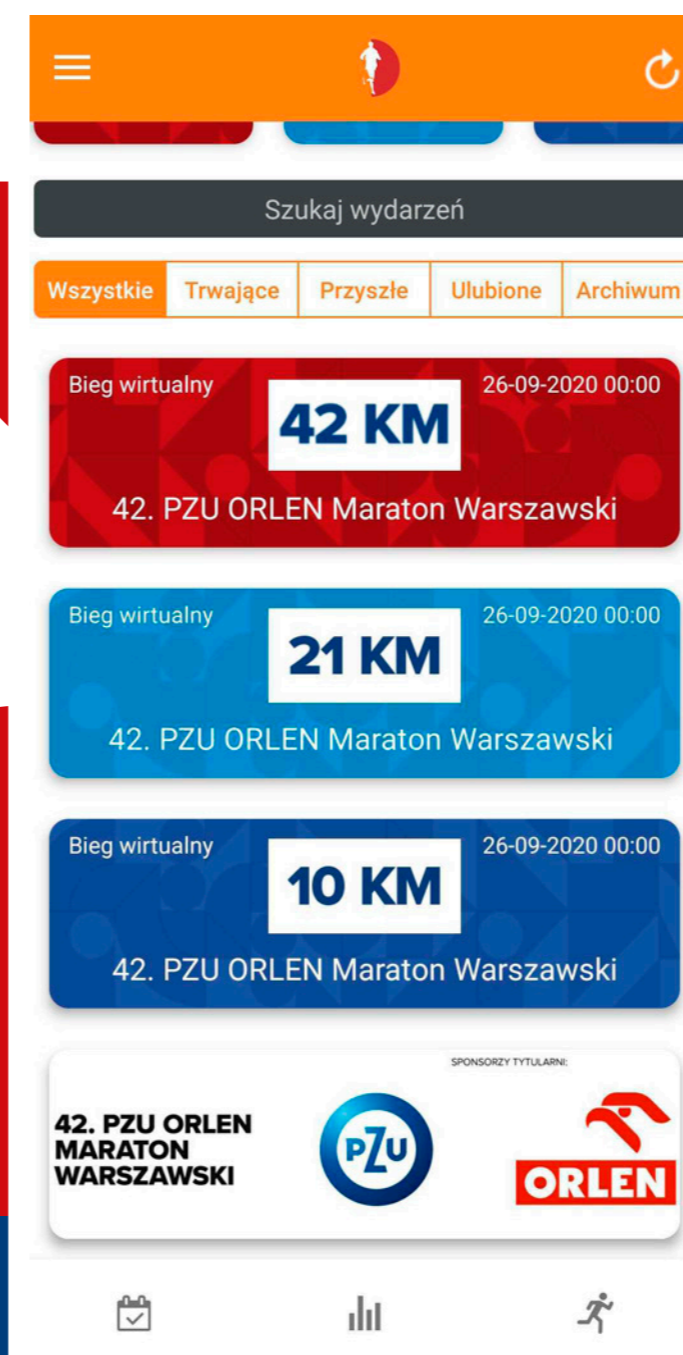 Szukaj wydarzeń
Wszystkie Trwające Przyszłe Ulubione Archiwum
Bieg wirtualny 26-09-2020 00:00
42 KM
42. PZU ORLEN Maraton Warszawski
Bieg wirtualny 26-09-2020 00:00
21 KM
42. PZU ORLEN Maraton Warszawski
Bieg wirtualny 26-09-2020 00:00
10 KM
42. PZU ORLEN Maraton Warszawski
SPONSORZY TYTULARNI:
42. PZU ORLEN
MARATON
WARSZAWSKI
PZU
ORLEN